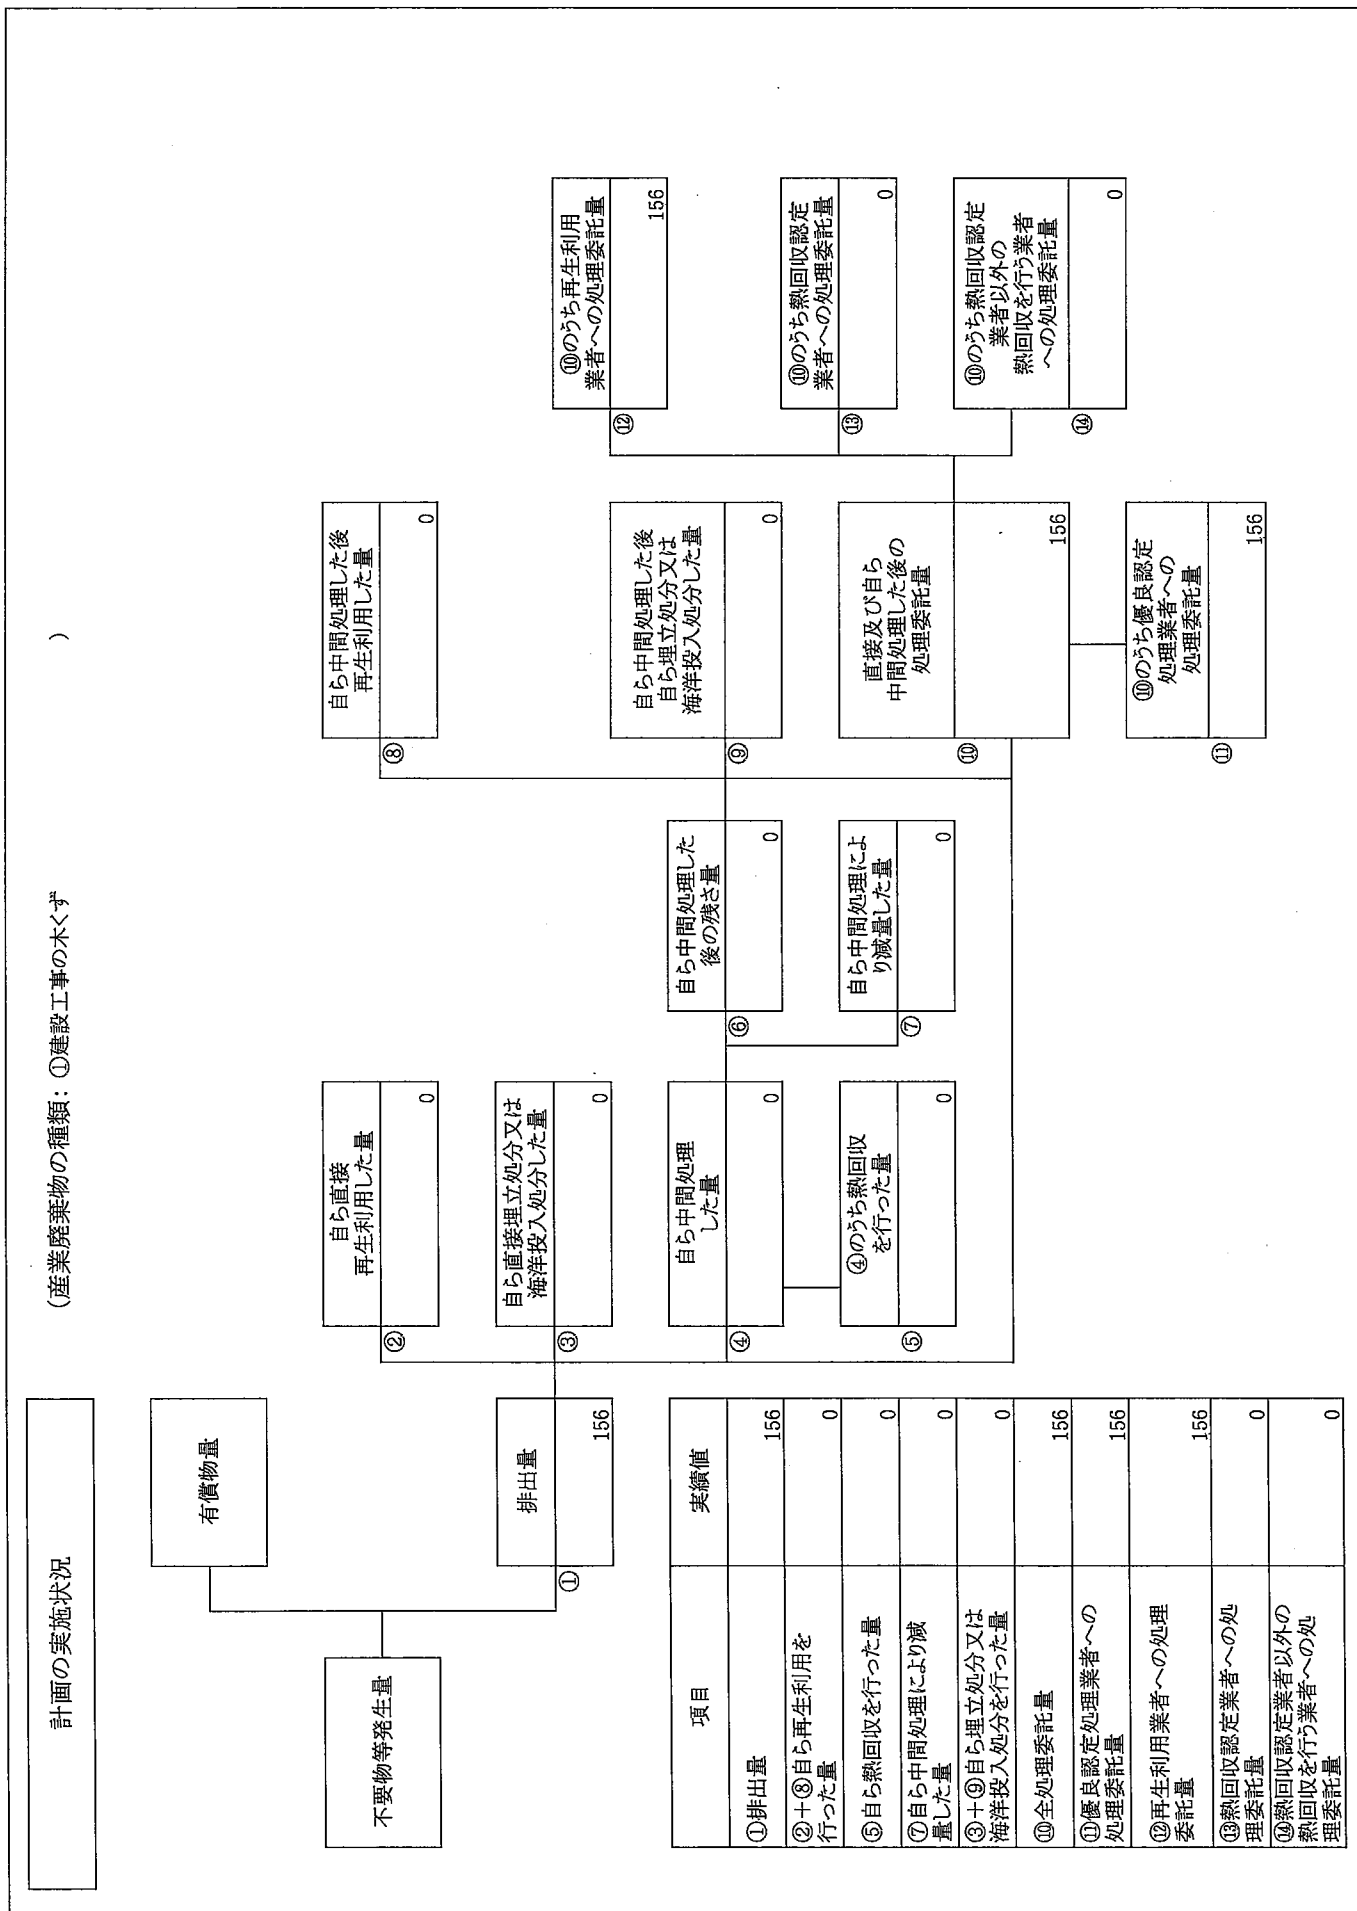 計画の実施状況
(産業廃棄物の種類：①建設工事の木くず
)
不要物等発生量
有償物量
①
排出量
156
②
自ら直接
再生利用した量
0
③
自ら直接埋立処分又は
海洋投入処分した量
0
④
自ら中間処理
した量
0
⑤
④のうち熱回収
を行った量
0
⑥
自ら中間処理した
後の残さ量
0
⑦
自ら中間処理によ
り減量した量
0
⑧
自ら中間処理した後
再生利用した量
0
⑨
自ら中間処理した後
自ら埋立処分又は
海洋投入処分した量
0
⑩
直接及び自ら
中間処理した後の
処理委託量
156
⑪
⑩のうち優良認定
処理業者への
処理委託量
156
⑫
⑩のうち再生利用
業者への処理委託量
156
⑬
⑩のうち熱回収認定
業者への処理委託量
0
⑭
⑩のうち熱回収認定
業者以外の
熱回収を行う業者
への処理委託量
0
項目 実績値
①排出量 156
②+⑧自ら再生利用を
行った量 0
⑤自ら熱回収を行った量 0
⑦自ら中間処理により減
量した量 0
③+⑨自ら埋立処分又は
海洋投入処分を行った量 0
⑩全処理委託量 156
⑪優良認定処理業者への
処理委託量 156
⑫再生利用業者への処理
委託量 156
⑬熱回収認定業者への処
理委託量 0
⑭熱回収認定業者以外の
熱回収を行う業者への処
理委託量 0